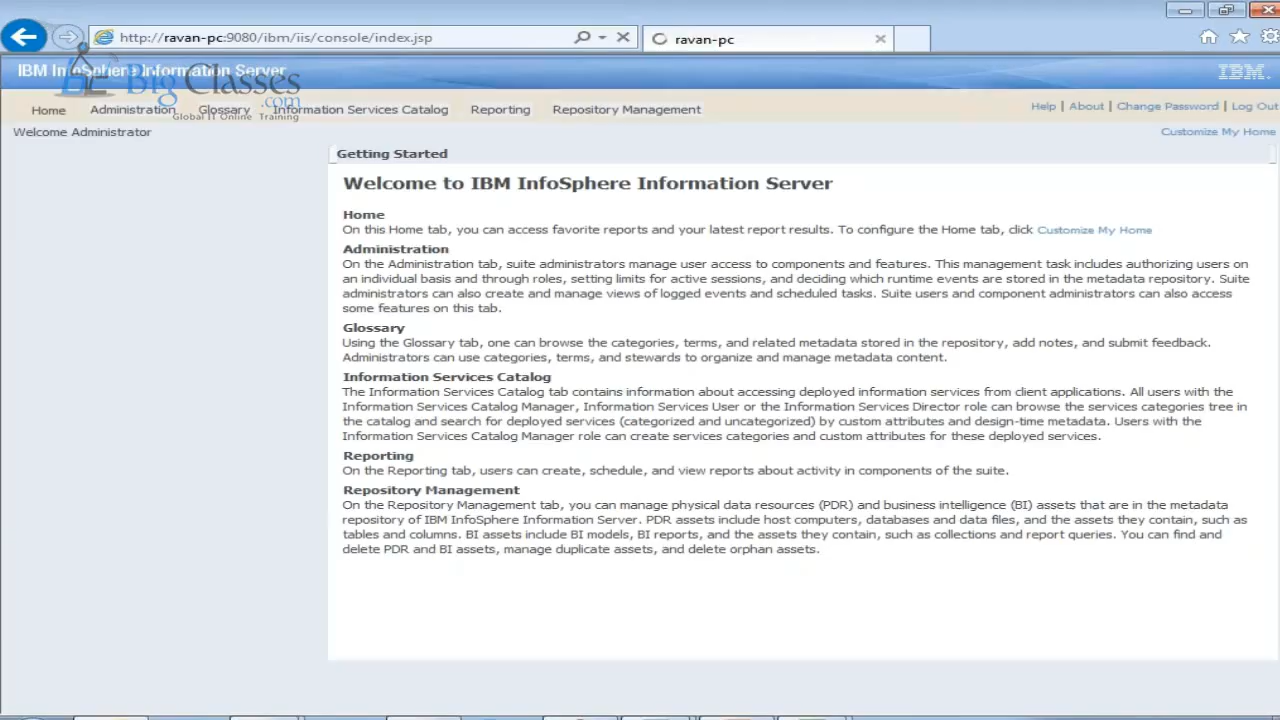 http://ravan-pc:9080/ibm/iis/console/index.jsp
ravan-pc
IBM InfoSphere Information Server
IBM.
Big Classes
.com
Global IT Online Training
Home Administration Glossary Information Services Catalog Reporting Repository Management
Help | About | Change Password | Log Out
Welcome Administrator
Customize My Home
Getting Started
Welcome to IBM InfoSphere Information Server
Home
On this Home tab, you can access favorite reports and your latest report results. To configure the Home tab, click Customize My Home
Administration
On the Administration tab, suite administrators manage user access to components and features. This management task includes authorizing users on
an individual basis and through roles, setting limits for active sessions, and deciding which runtime events are stored in the metadata repository. Suite
administrators can also create and manage views of logged events and scheduled tasks. Suite users and component administrators can also access
some features on this tab.
Glossary
Using the Glossary tab, one can browse the categories, terms, and related metadata stored in the repository, add notes, and submit feedback.
Administrators can use categories, terms, and stewards to organize and manage metadata content.
Information Services Catalog
The Information Services Catalog tab contains information about accessing deployed information services from client applications. All users with the
Information Services Catalog Manager, Information Services User or the Information Services Director role can browse the services categories tree in
the catalog and search for deployed services (categorized and uncategorized) by custom attributes and design-time metadata. Users with the
Information Services Catalog Manager role can create services categories and custom attributes for these deployed services.
Reporting
On the Reporting tab, users can create, schedule, and view reports about activity in components of the suite.
Repository Management
On the Repository Management tab, you can manage physical data resources (PDR) and business intelligence (BI) assets that are in the metadata
repository of IBM InfoSphere Information Server. PDR assets include host computers, databases and data files, and the assets they contain, such as
tables and columns. BI assets include BI models, BI reports, and the assets they contain, such as collections and report queries. You can find and
delete PDR and BI assets, manage duplicate assets, and delete orphan assets.